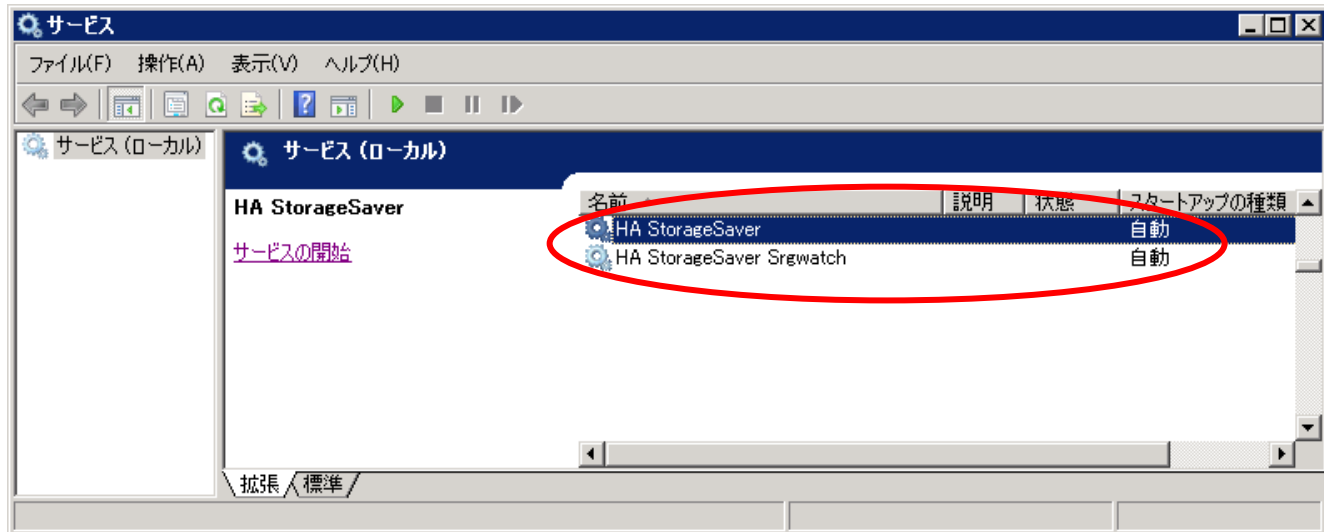 サービス
ファイル(F) 操作(A) 表示(V) ヘルプ(H)
サービス (ローカル)
サービス (ローカル)
HA StorageSaver
サービスの開始
名前 説明 状態 スタートアップの種類
HA StorageSaver 自動
HA StorageSaver Srgwatch 自動
拡張 標準